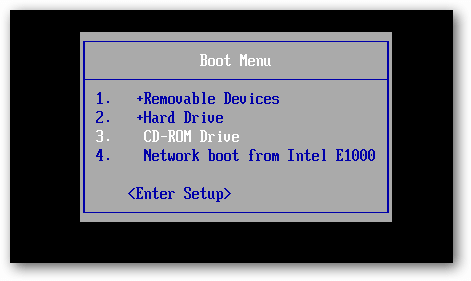 Boot Menu
1. +Removable Devices
2. +Hard Drive
3. CD-ROM Drive
4. Network boot from Intel E1000
<Enter Setup>